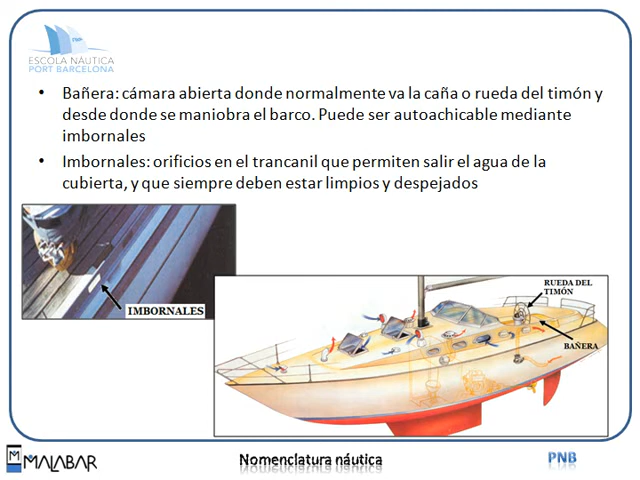 ESCOLA NÁUTICA
PORT BARCELONA
• Bañera: cámara abierta donde normalmente va la caña o rueda del timón y
desde donde se maniobra el barco. Puede ser autoachicable mediante
imbornales
• Imbornales: orificios en el trancanil que permiten salir el agua de la
cubierta, y que siempre deben estar limpios y despejados
IMBORNALES
RUEDA DEL
TIMÓN
BAÑERA
MALABAR
Nomenclatura náutica
PNB